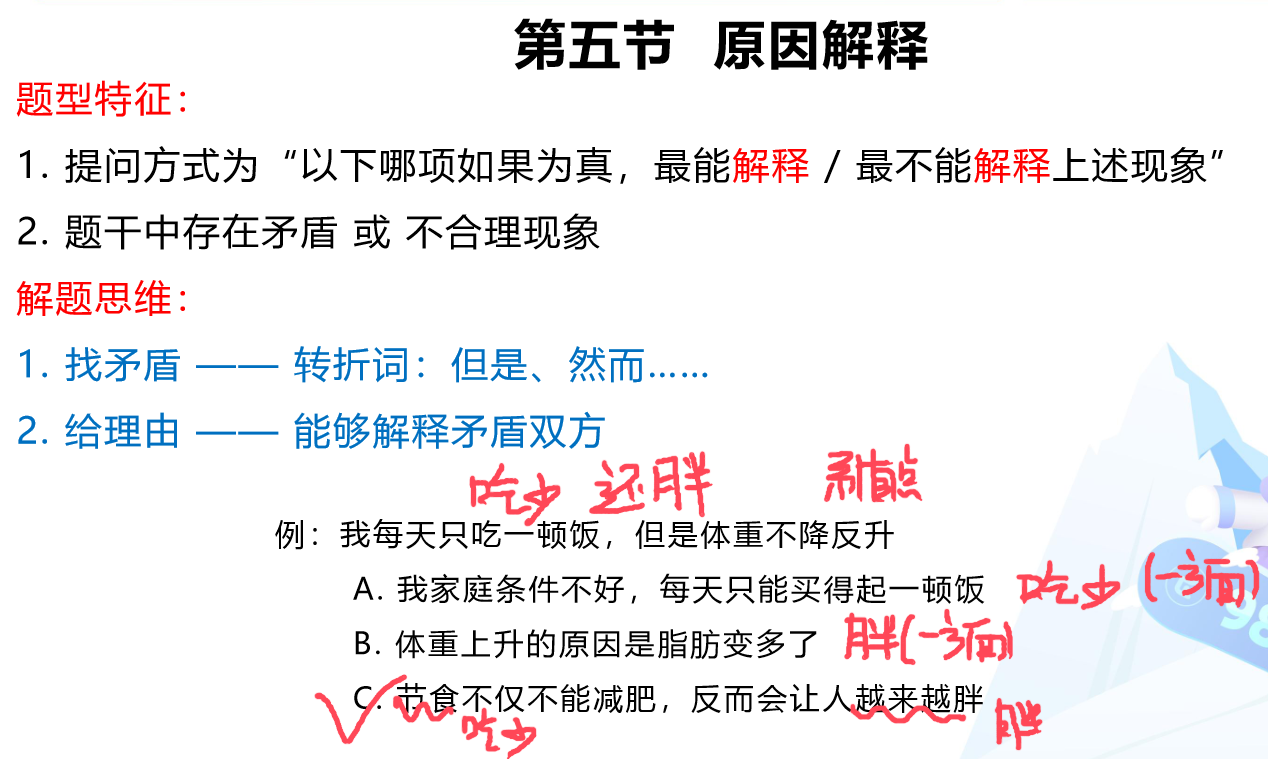 第五节 原因解释
题型特征：
1. 提问方式为“以下哪项如果为真，最能解释 / 最不能解释上述现象”
2. 题干中存在矛盾 或 不合理现象
解题思维：
1. 找矛盾 —— 转折词：但是、然而……
2. 给理由 —— 能够解释矛盾双方
吃少 还胖
例：我每天只吃一顿饭，但是体重不降反升
A. 我家庭条件不好，每天只能买得起一顿饭 吃少（一方面）
B. 体重上升的原因是脂肪变多了 胖（一方面）
C. 节食不仅不能减肥，反而会让人越来越胖
吃少 胖
98